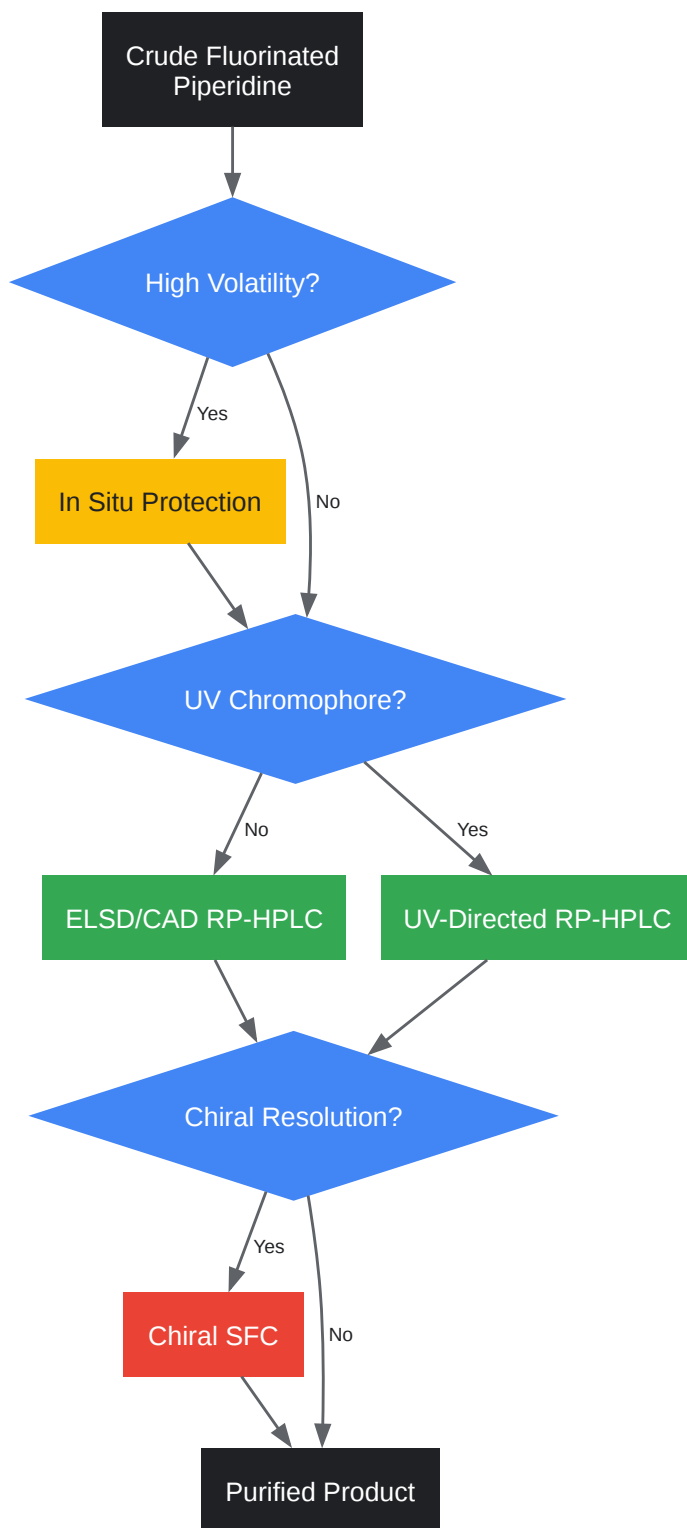 Crude Fluorinated
Piperidine
High Volatility?
Yes
In Situ Protection
No
UV Chromophore?
No
Yes
ELSD/CAD RP-HPLC
UV-Directed RP-HPLC
Chiral Resolution?
Yes
Chiral SFC
No
Purified Product